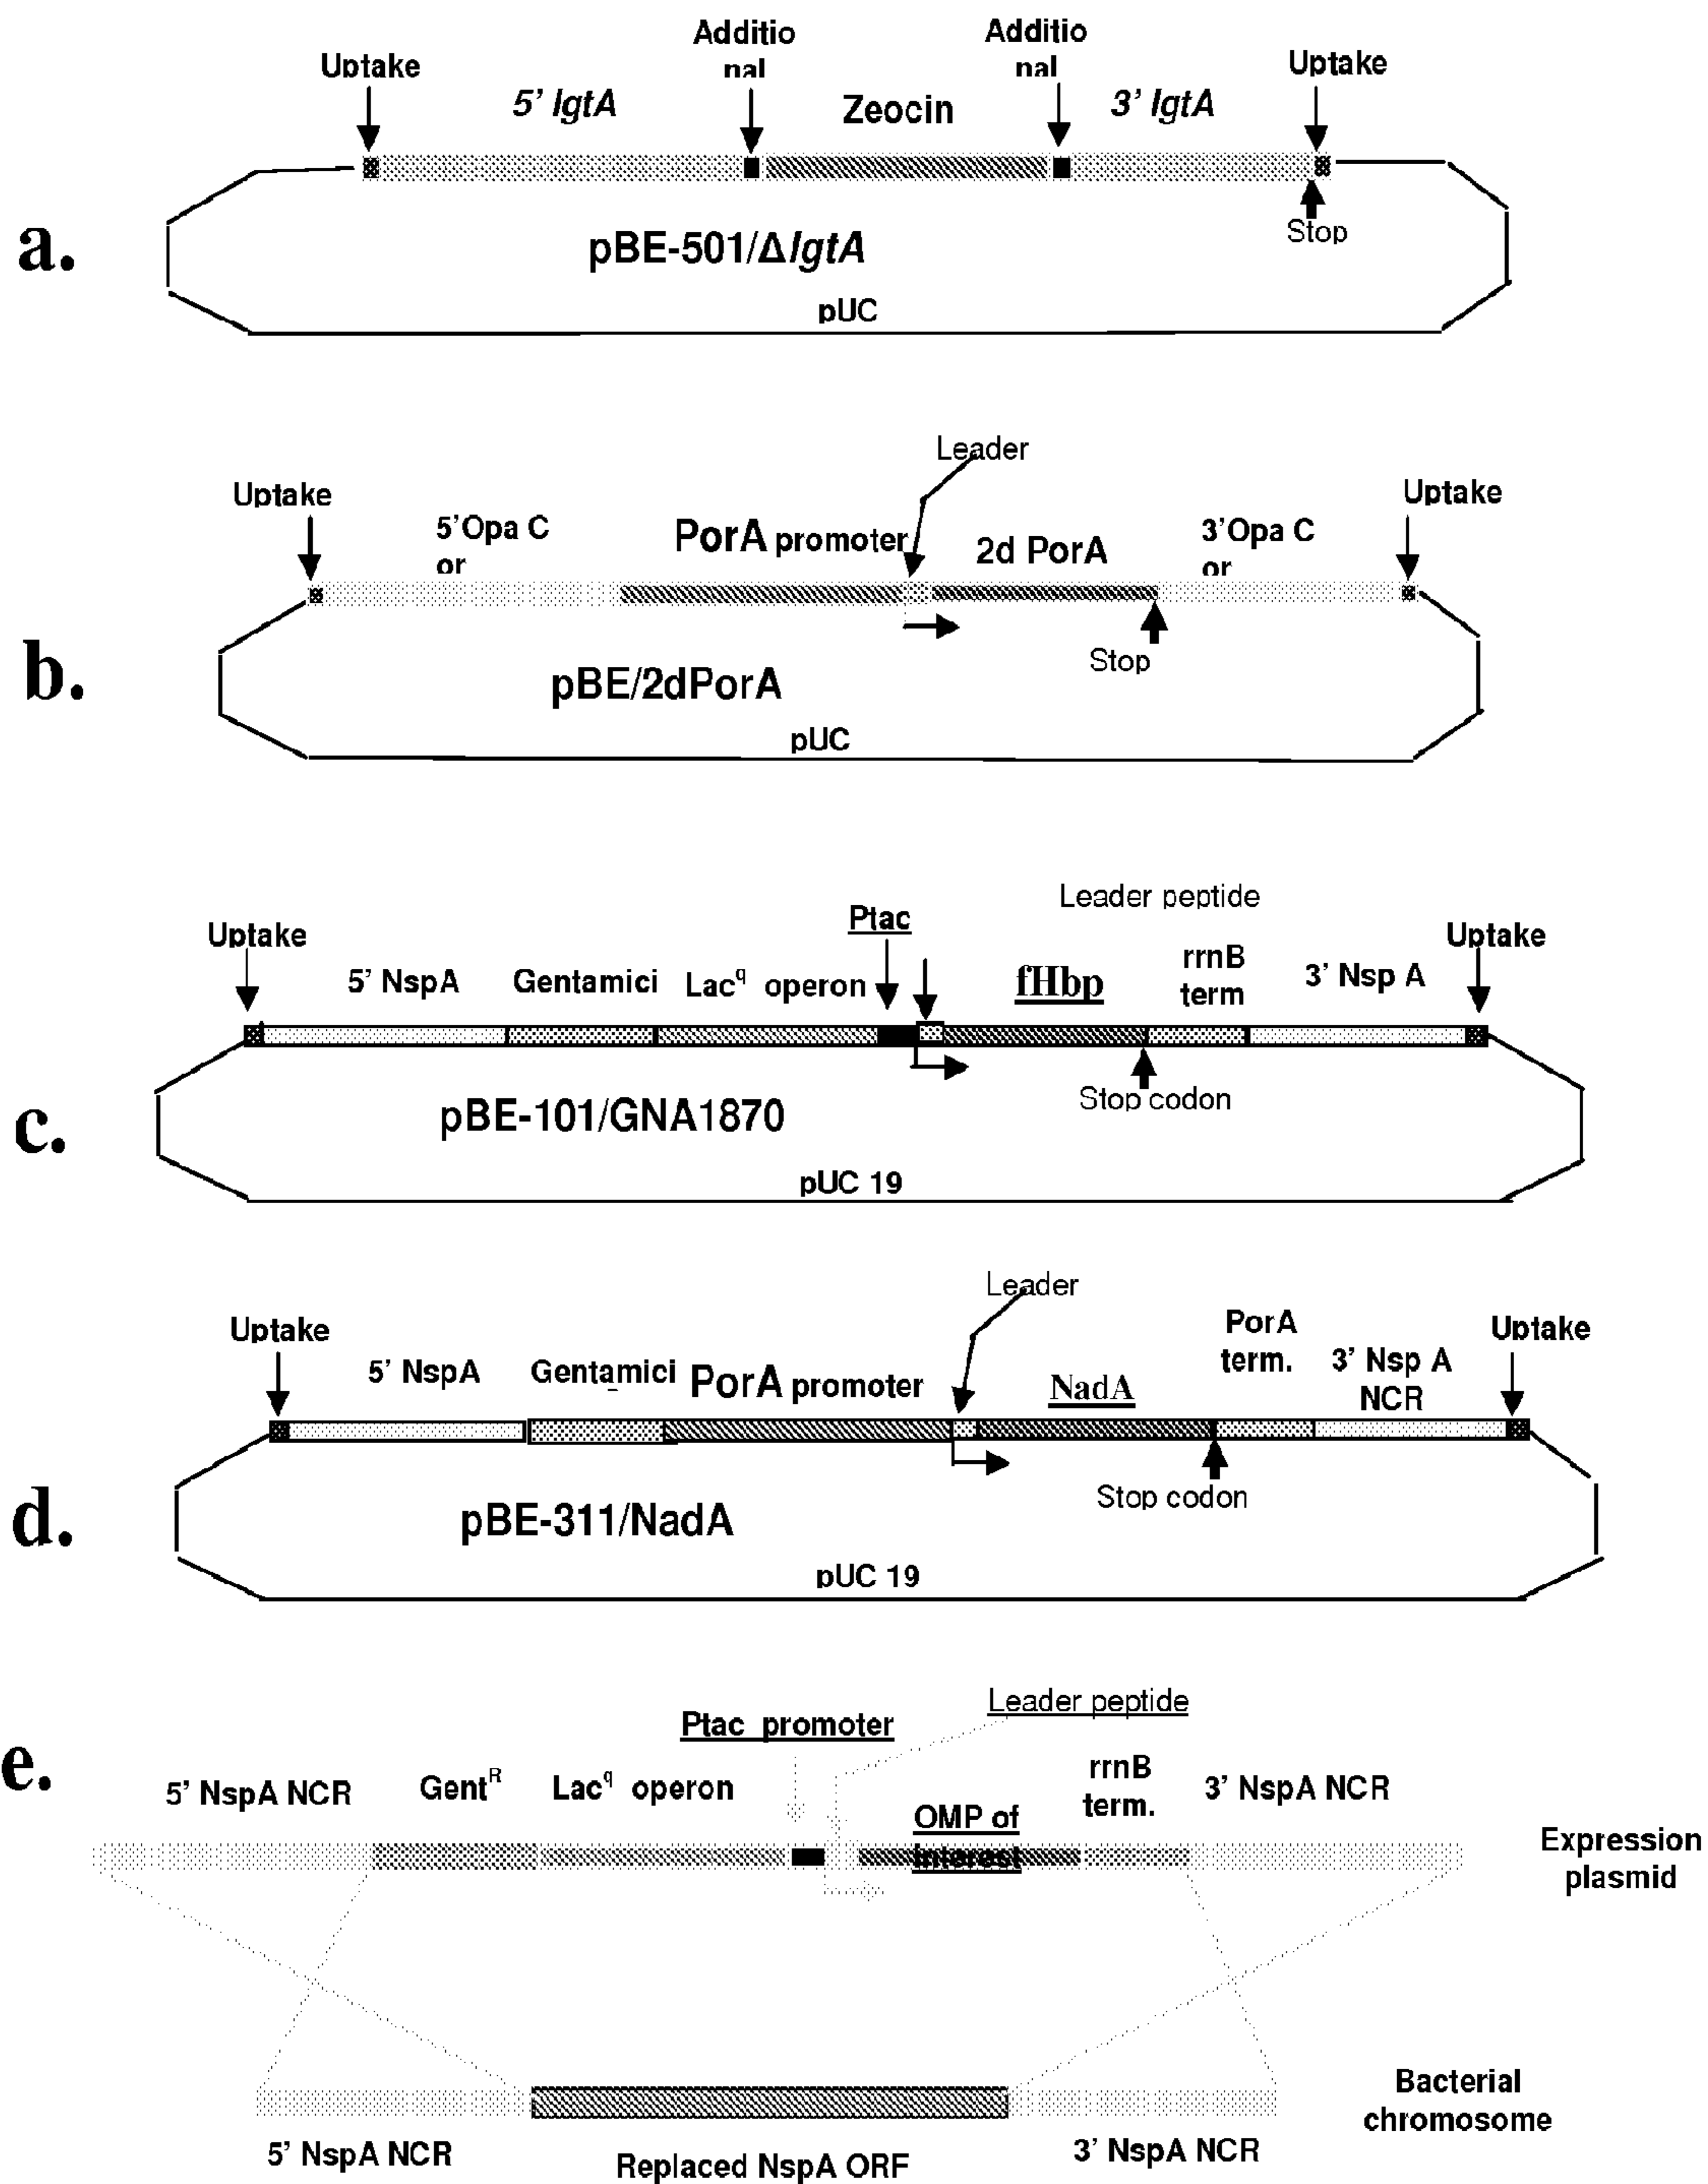 Uptake
5' lgtA
Additio
nal
Zeocin
Additio
nal
3' lgtA
Uptake
Stop
a.
pBE-501/ΔlgtA
pUC
Uptake
5'Opa C
or
PorA promoter
Leader
2d PorA
3'Opa C
or
Uptake
Stop
b.
pBE/2dPorA
pUC
Uptake
5' NspA
Gentamici
Lacq operon
Ptac
Leader peptide
fHbp
rrnB
term
3' Nsp A
Uptake
Stop codon
c.
pBE-101/GNA1870
pUC 19
Uptake
5' NspA
Gentamici
PorA promoter
Leader
NadA
PorA
term.
3' Nsp A
NCR
Uptake
Stop codon
d.
pBE-311/NadA
pUC 19
e.
5' NspA NCR
GentR
Lacq operon
Ptac promoter
Leader peptide
OMP of
interest
rrnB
term.
3' NspA NCR
Expression
plasmid
Bacterial
chromosome
5' NspA NCR
Replaced NspA ORF
3' NspA NCR